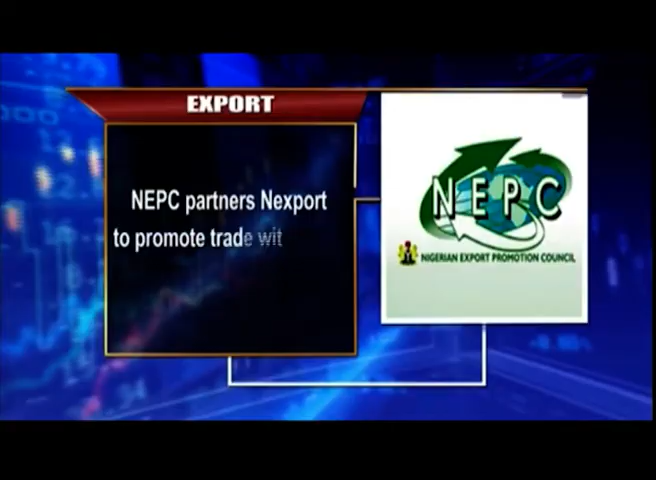 EXPORT
NEPC partners Nexport
to promote trade wit
NEPC
NIGERIAN EXPORT PROMOTION COUNCIL